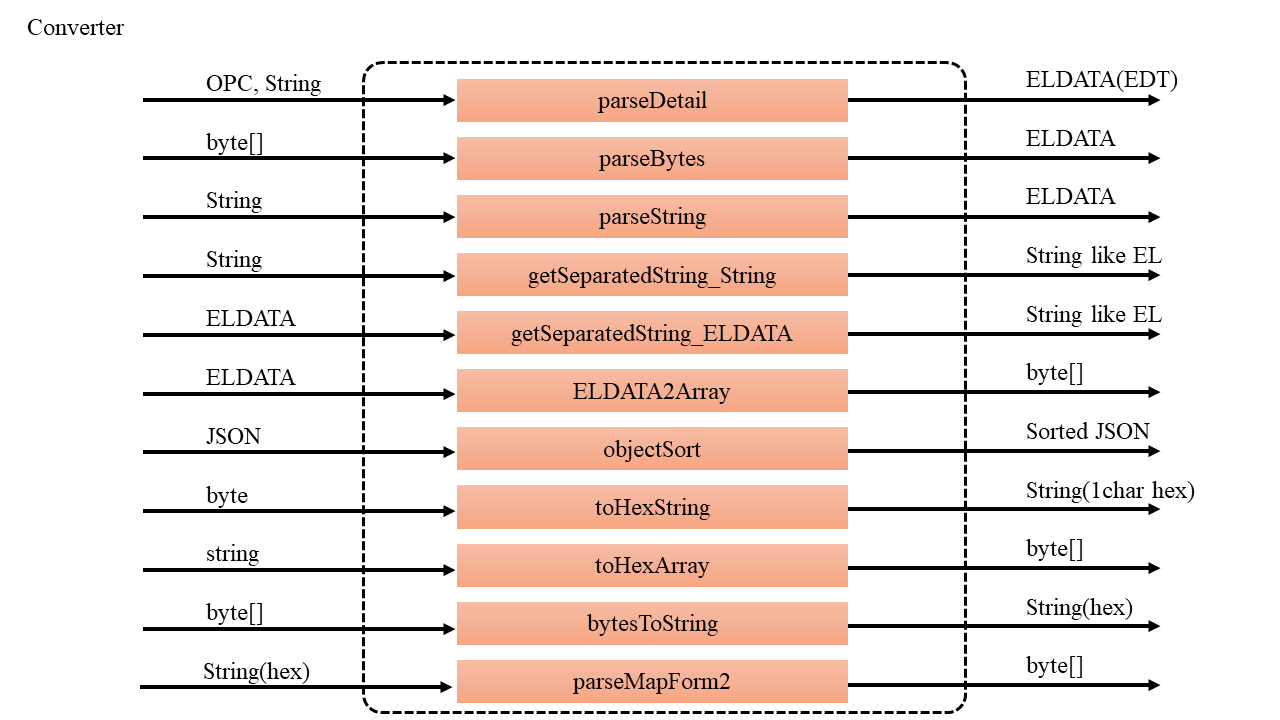 Converter
OPC, String parseDetail ELDATA(EDT)
byte[] parseBytes ELDATA
String parseString ELDATA
String getSeparatedString_String String like EL
ELDATA getSeparatedString_ELDATA String like EL
ELDATA ELDATA2Array byte[]
JSON objectSort Sorted JSON
byte toHexString String(1char hex)
string toHexArray byte[]
byte[] bytesToString String(hex)
String(hex) parseMapForm2 byte[]